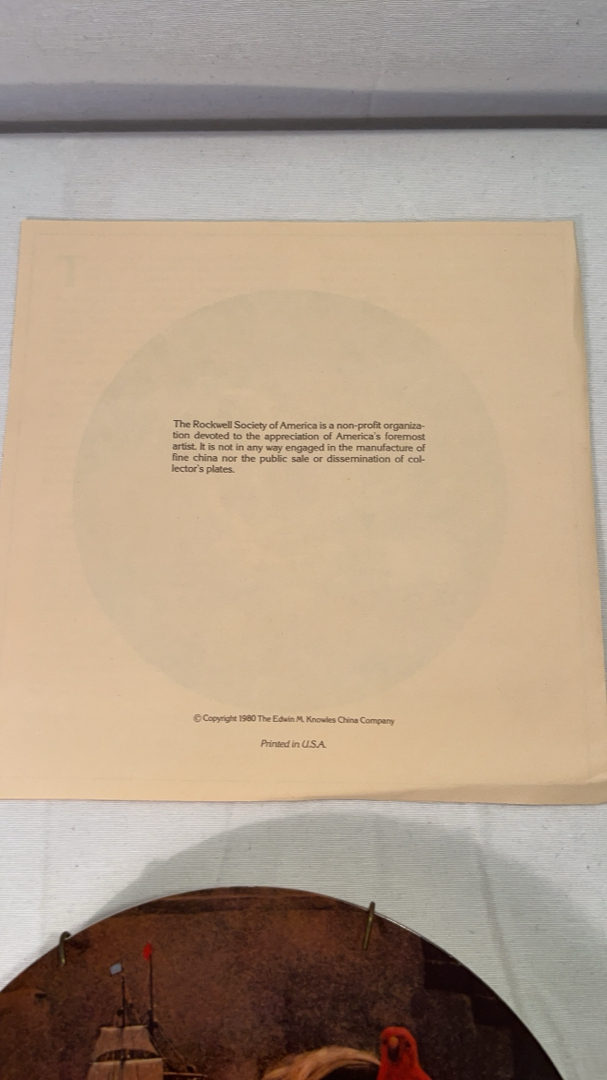 The Rockwell Society of America is a non-profit organiza-
tion devoted to the appreciation of America's foremost
artist. It is not in any way engaged in the manufacture of
fine china nor the public sale or dissemination of col-
lector's plates.
© Copyright 1980 The Edwin M. Knowles China Company
Printed in U.S.A.